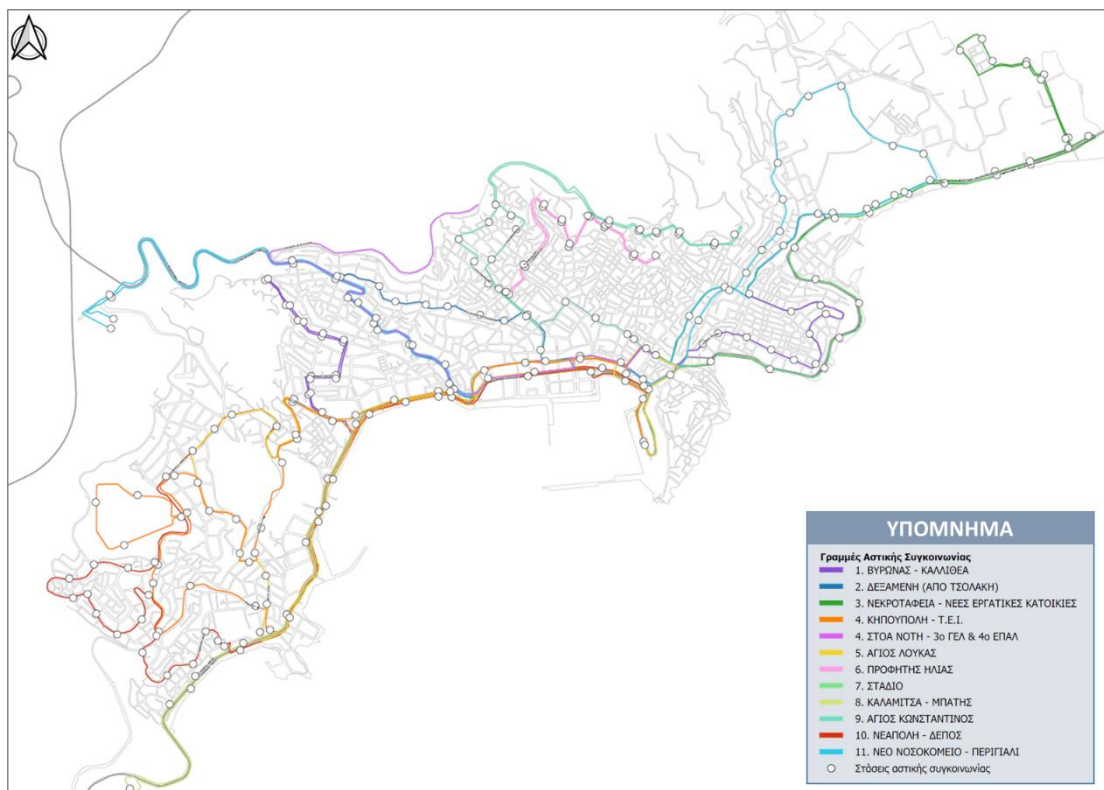 ΥΠΟΜΝΗΜΑ
Γραμμές Αστικής Συγκοινωνίας
1. ΒΥΡΩΝΑΣ - ΚΑΛΛΙΘΕΑ
2. ΔΕΞΑΜΕΝΗ (ΑΠΟ ΤΣΟΛΑΚΗ)
3. ΝΕΚΡΟΤΑΦΕΙΑ - ΝΕΕΣ ΕΡΓΑΤΙΚΕΣ ΚΑΤΟΙΚΙΕΣ
4. ΚΗΠΟΥΠΟΛΗ - Τ.Ε.Ι.
4. ΣΤΟΑ ΝΟΤΗ - 3ο ΓΕΛ & 4ο ΕΠΑΛ
5. ΑΓΙΟΣ ΛΟΥΚΑΣ
6. ΠΡΟΦΗΤΗΣ ΗΛΙΑΣ
7. ΣΤΑΔΙΟ
8. ΚΑΛΑΜΙΤΣΑ - ΜΠΑΤΗΣ
9. ΑΓΙΟΣ ΚΩΝΣΤΑΝΤΙΝΟΣ
10. ΝΕΑΠΟΛΗ - ΔΕΠΟΣ
11. ΝΕΟ ΝΟΣΟΚΟΜΕΙΟ - ΠΕΡΙΓΙΑΛΙ
Στάσεις αστικής συγκοινωνίας